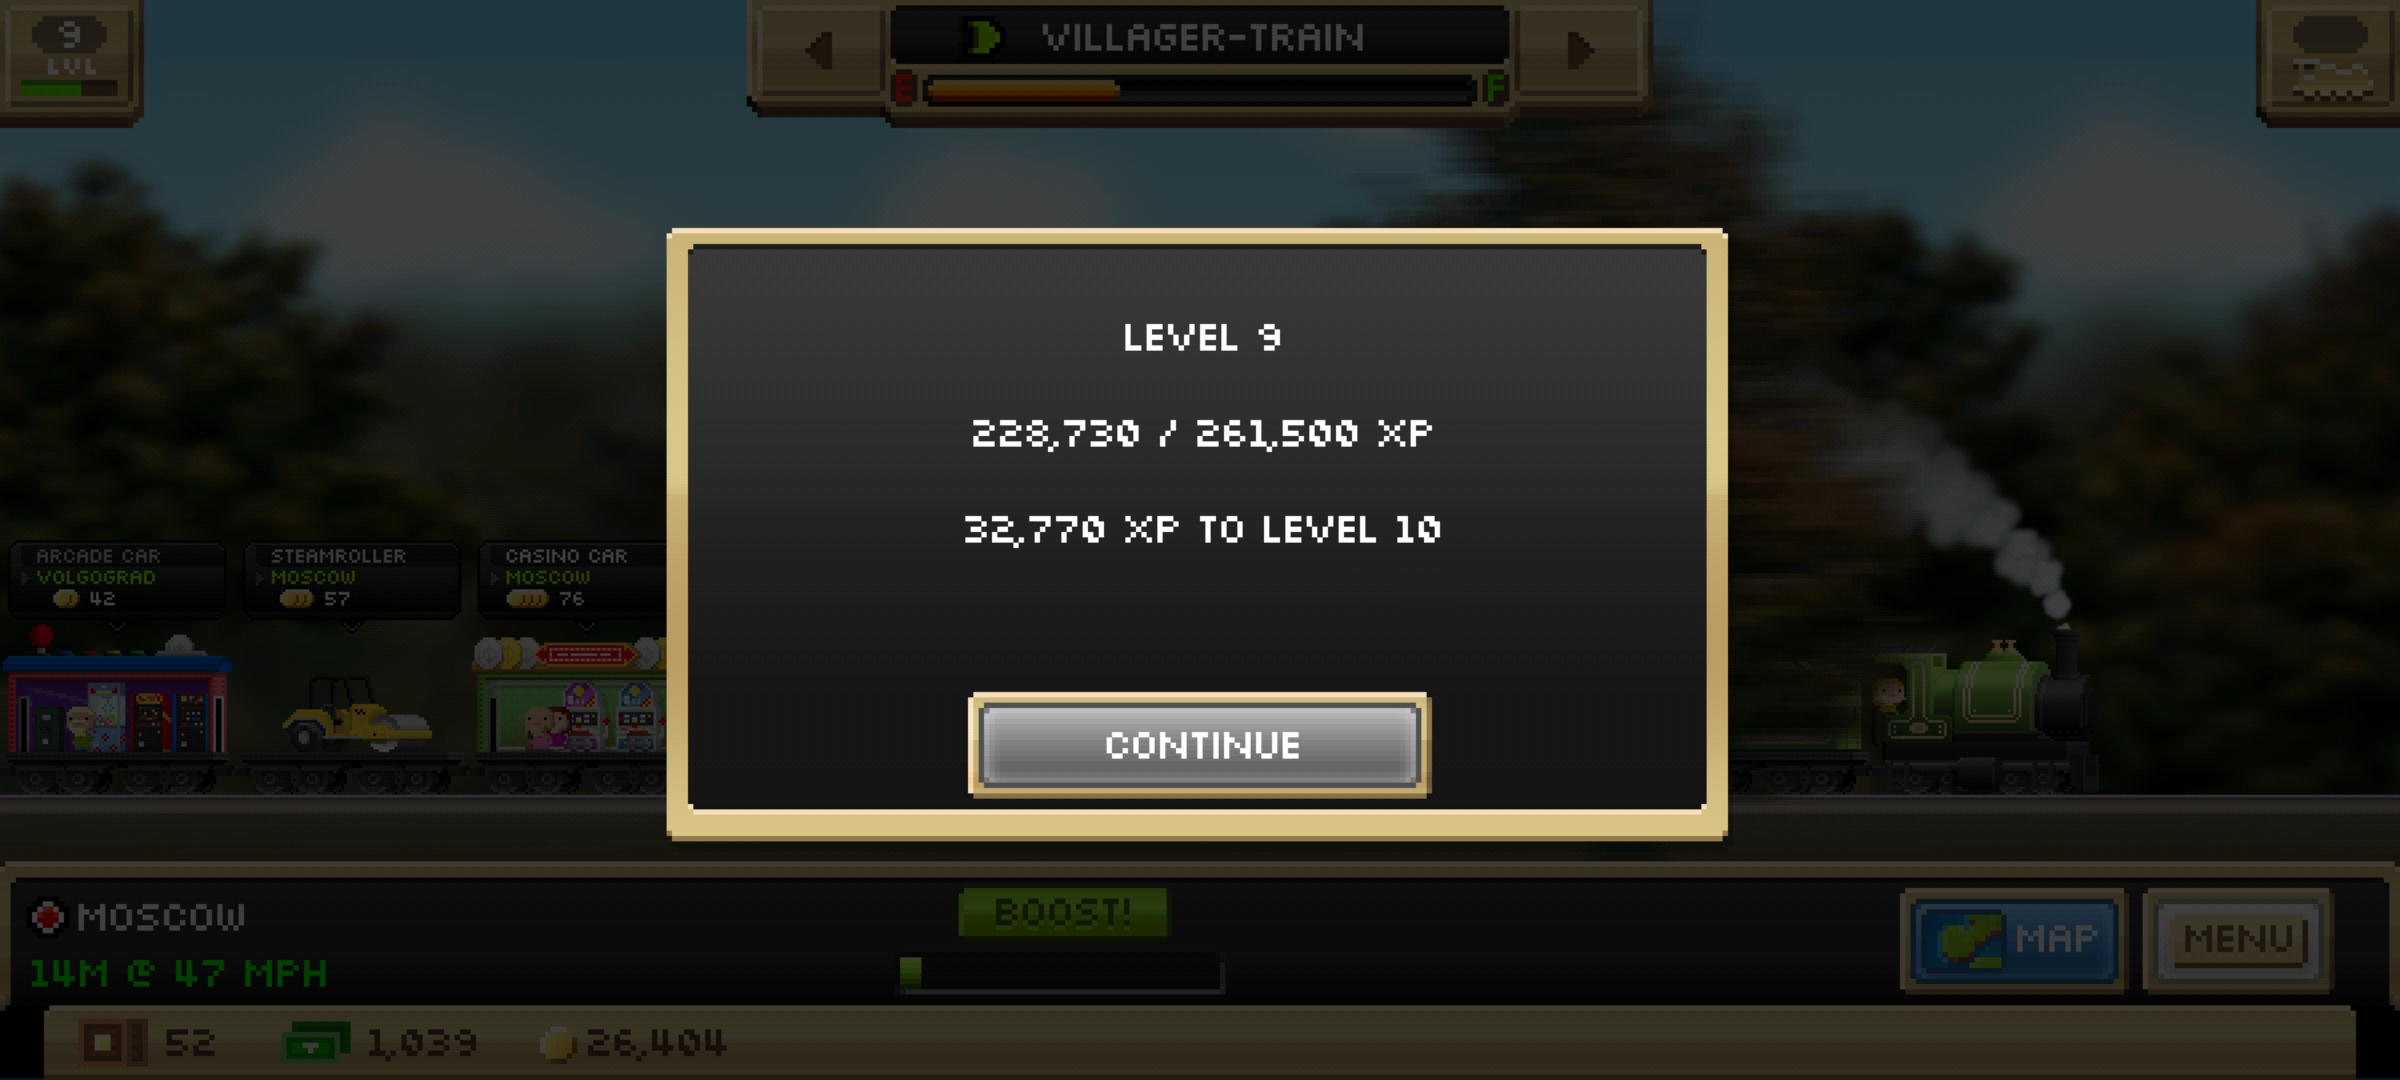 9
LVL
VILLAGER-TRAIN
E F
LEVEL 9
228,730 / 261,500 XP
32,770 XP TO LEVEL 10
CONTINUE
ARCADE CAR
VOLGOGRAD
42
STEAMROLLER
MOSCOW
57
CASINO CAR
MOSCOW
76
MOSCOW
14M @ 47 MPH
BOOST!
MAP
MENU
52 1,039 26,404